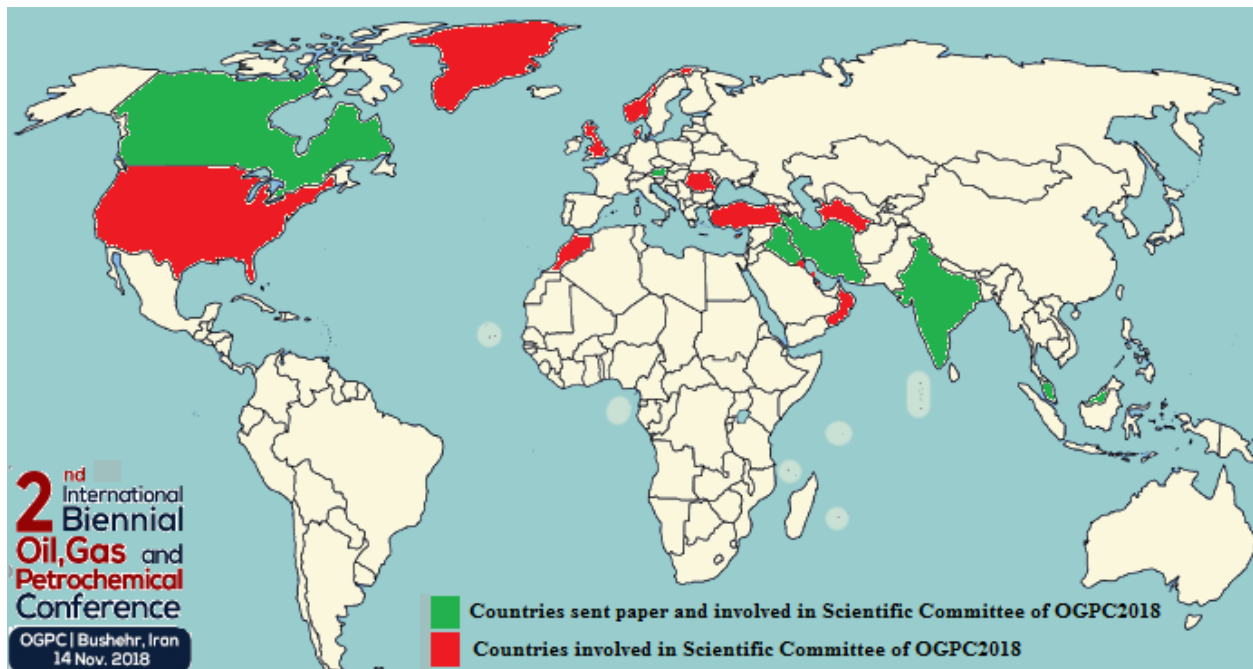 2nd
International
Biennial
Oil,Gas and
Petrochemical
Conference
OGPC | Bushehr, Iran
14 Nov. 2018
Countries sent paper and involved in Scientific Committee of OGPC2018
Countries involved in Scientific Committee of OGPC2018